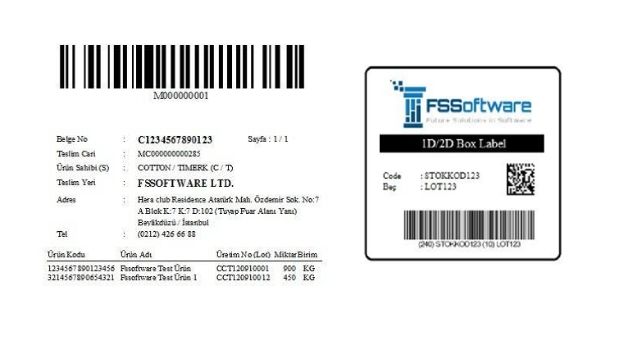 M000000001
Belge No : C1234567890123 Sayfa : 1 / 1
Teslim Cari : MC000000000285
Ürün Sahibi (S) : COTTON / TIMERK (C / T)
Teslim Yeri : FSSOFTWARE LTD.
Adres : Hera club Residence Atatürk Mah. Özdemir Sok. No:7
A Blok K:7 K:7 D:102 (Tuyap Fuar Alanı Yanı)
Beylikdüzü / İstanbul
Tel : (0212) 426 66 88
Ürün Kodu Ürün Adı Üretim No (Lot) Miktar Birim
1234567890123456 Fssoftware Test Ürün CCT120910001 900 KG
3214567890654321 Fssoftware Test Ürün 1 CCT120910012 450 KG
FSSoftware
Future Solutions in Software
1D/2D Box Label
Code : STOKKOD123
Baç : LOT123
(240) STOKKOD123 (10) LOT123